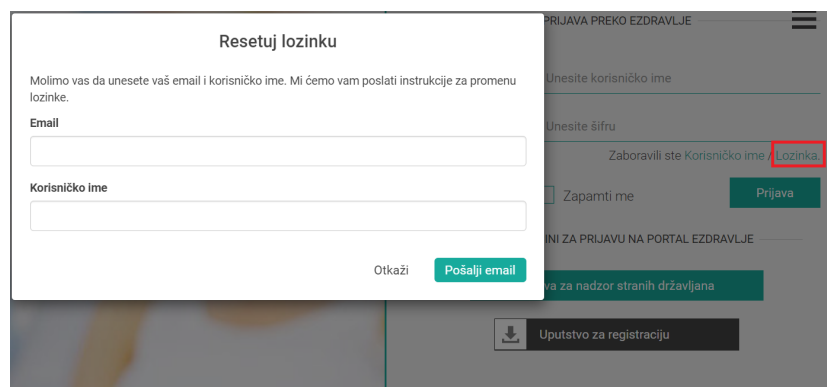 Resetuj lozinku
Molimo vas da unesete vaš email i korisničko ime. Mi ćemo vam poslati instrukcije za promenu
lozinke.
Email
Korisničko ime
Otkaži
Pošalji email
PRIJAVA PREKO EZDRAVLJE
Unesite korisničko ime
Unesite šifru
Zaboravili ste Korisničko ime / Lozinka.
Zapamti me
Prijava
ZA PRIJAVU NA PORTAL EZDRAVLJE
za nadzor stranih državljana
Uputstvo za registraciju